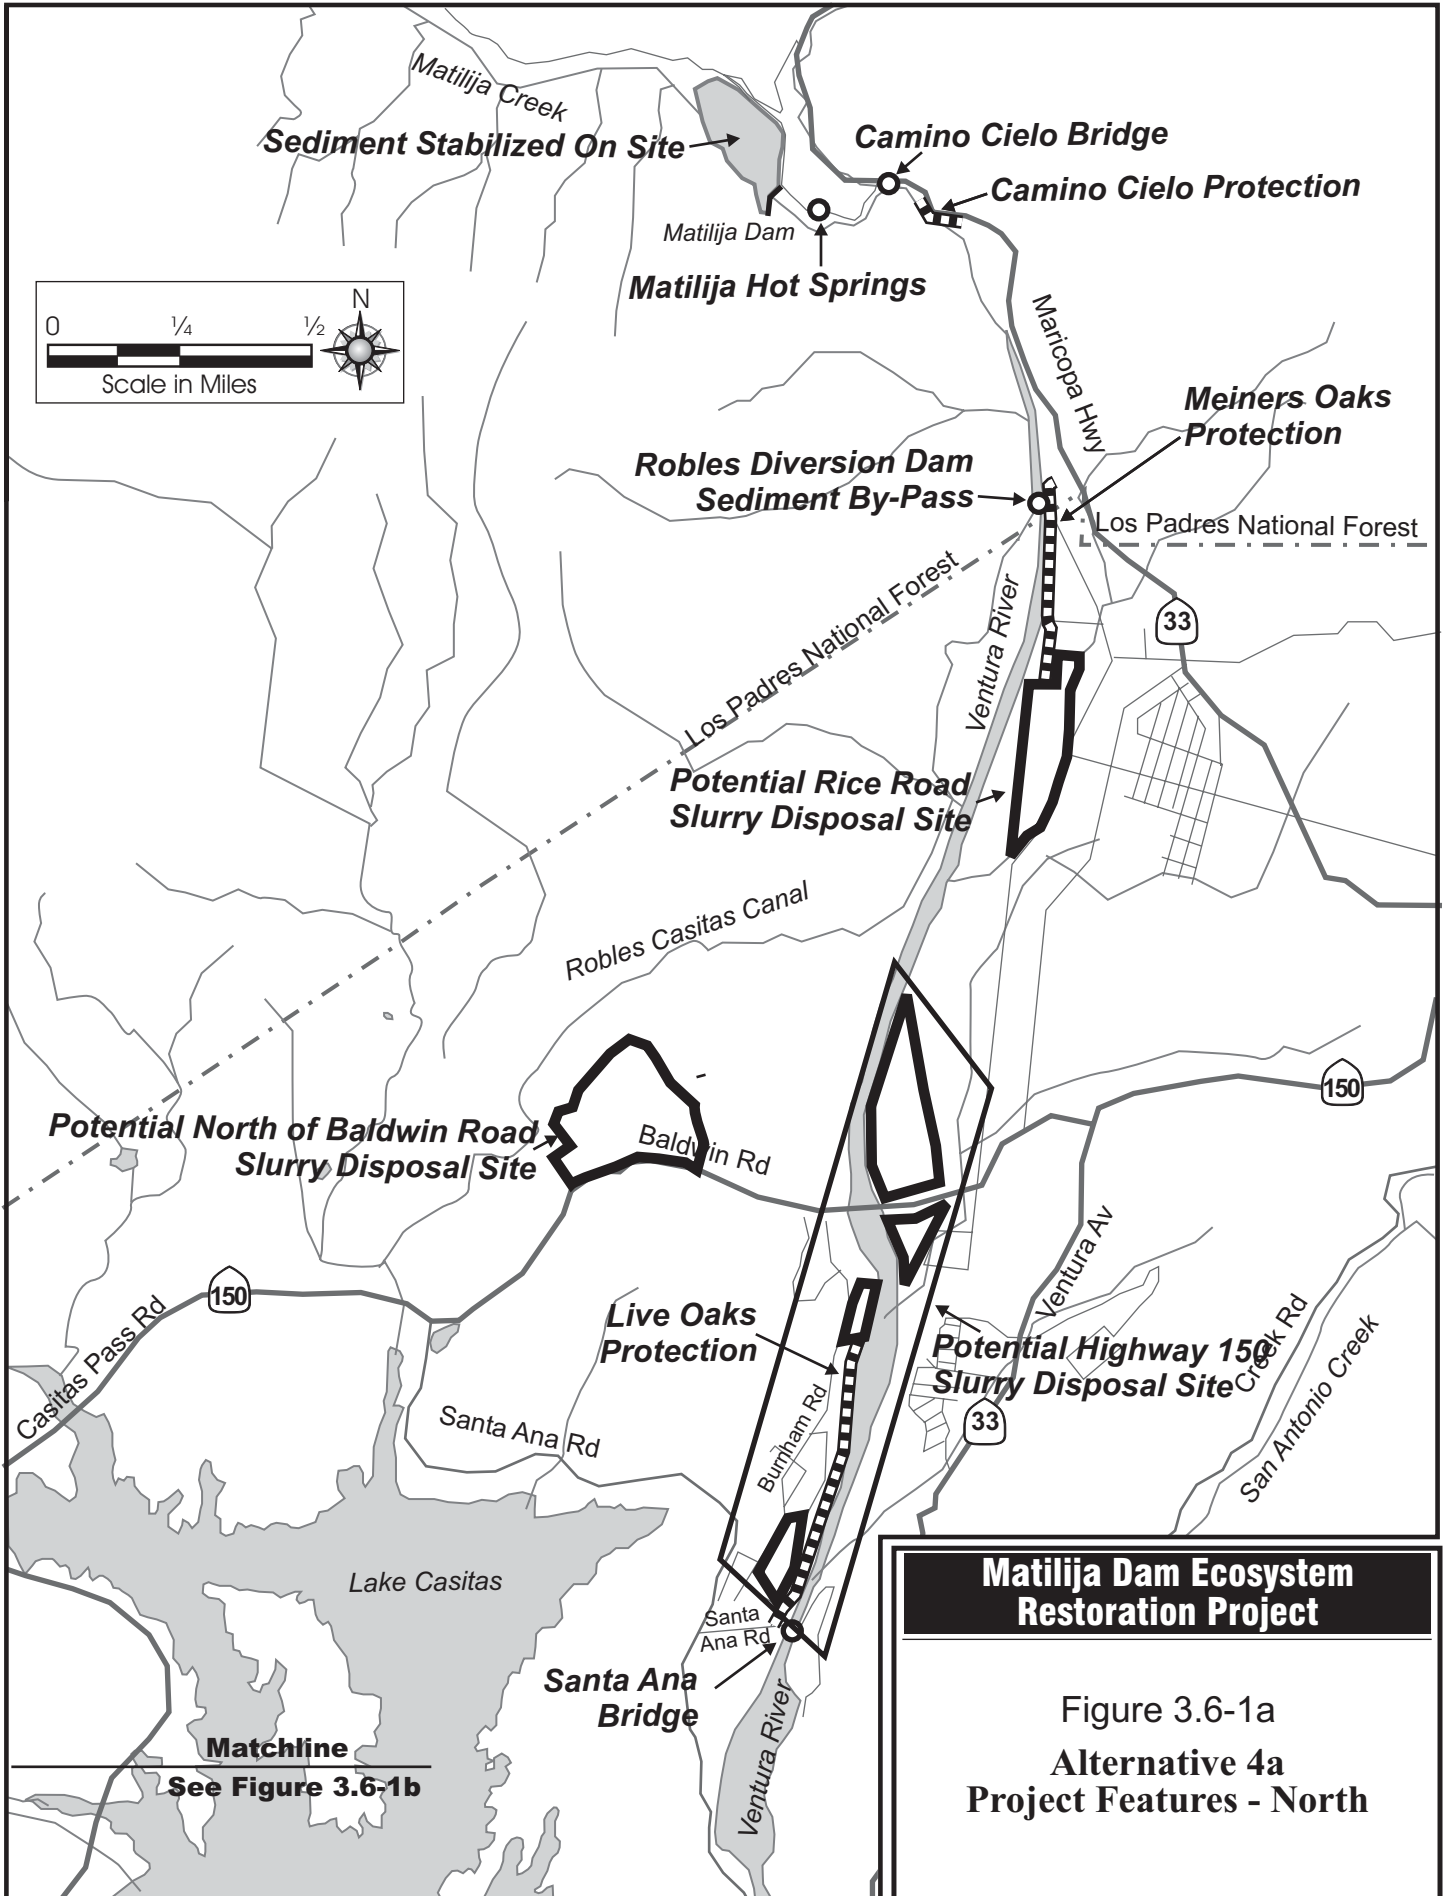 Matilija Creek
Sediment Stabilized On Site
Camino Cielo Bridge
Camino Cielo Protection
Matilija Dam
Matilija Hot Springs
N
0 ¼ ½
Scale in Miles
Maricopa Hwy
Meiners Oaks
Protection
Robles Diversion Dam
Sediment By-Pass
Los Padres National Forest
Los Padres National Forest
Ventura River
33
Potential Rice Road
Slurry Disposal Site
Robles Casitas Canal
150
Potential North of Baldwin Road
Slurry Disposal Site
Baldwin Rd
Ventura Av
150
Casitas Pass Rd
Live Oaks
Protection
Potential Highway 150
Slurry Disposal Site
Creek Rd
San Antonio Creek
Burnham Rd
33
Santa Ana Rd
Lake Casitas
Santa
Ana Rd
Santa Ana
Bridge
Ventura River
Matchline
See Figure 3.6-1b
Matilija Dam Ecosystem
Restoration Project
Figure 3.6-1a
Alternative 4a
Project Features - North